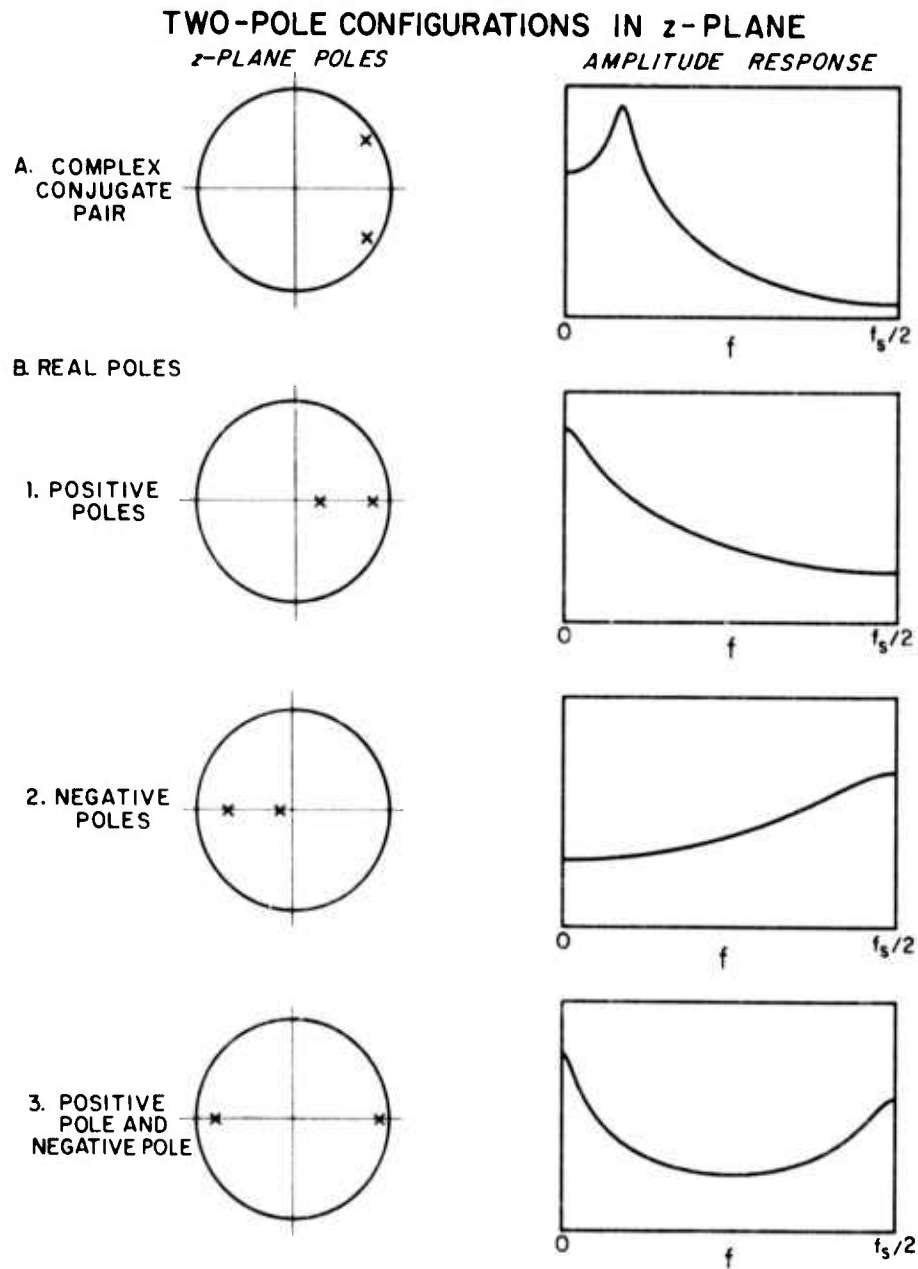 TWO-POLE CONFIGURATIONS IN z-PLANE
z-PLANE POLES
AMPLITUDE RESPONSE
A. COMPLEX
CONJUGATE
PAIR
0
f
fs/2
B. REAL POLES
1. POSITIVE
POLES
0
f
fs/2
2. NEGATIVE
POLES
0
f
fs/2
3. POSITIVE
POLE AND
NEGATIVE POLE
0
f
fs/2